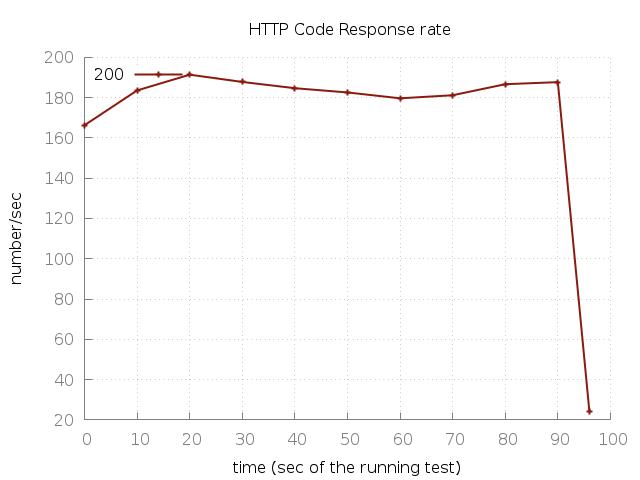 HTTP Code Response rate
200
200
180
160
140
120
100
80
60
40
20
number/sec
0 10 20 30 40 50 60 70 80 90 100
time (sec of the running test)